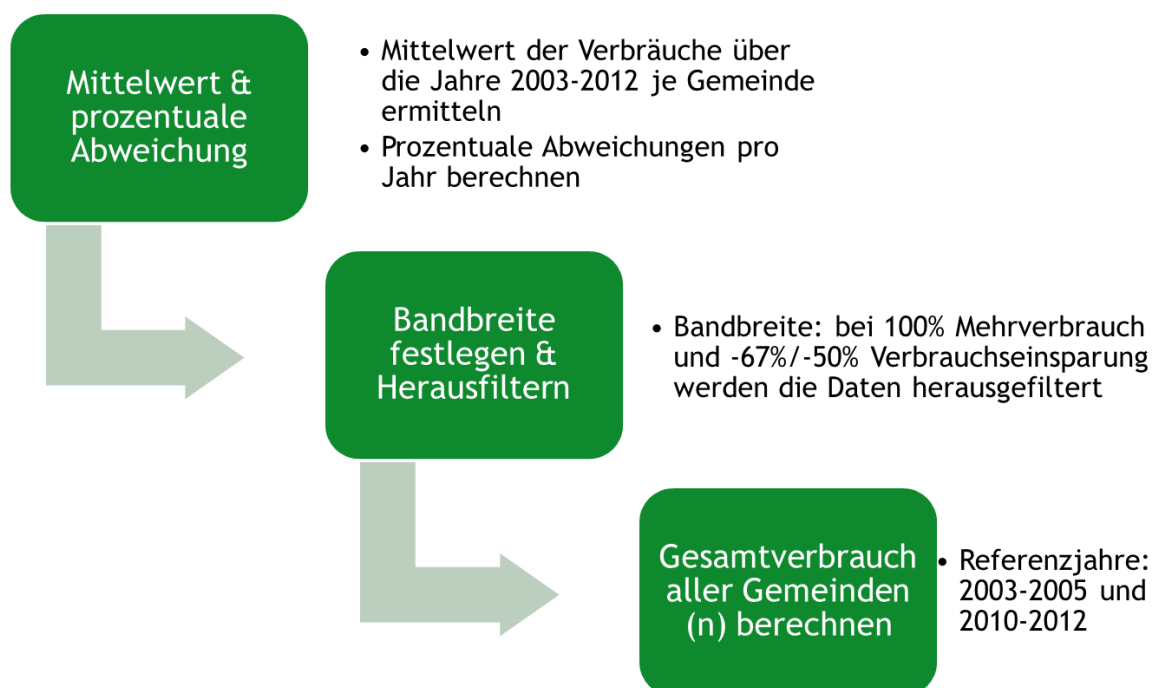 Mittelwert &
prozentuale
Abweichung
• Mittelwert der Verbräuche über
die Jahre 2003-2012 je Gemeinde
ermitteln
• Prozentuale Abweichungen pro
Jahr berechnen
Bandbreite
festlegen &
Herausfiltern
• Bandbreite: bei 100% Mehrverbrauch
und -67%/-50% Verbrauchseinsparung
werden die Daten herausgefiltert
Gesamtverbrauch
aller Gemeinden
(n) berechnen
• Referenzjahre:
2003-2005 und
2010-2012